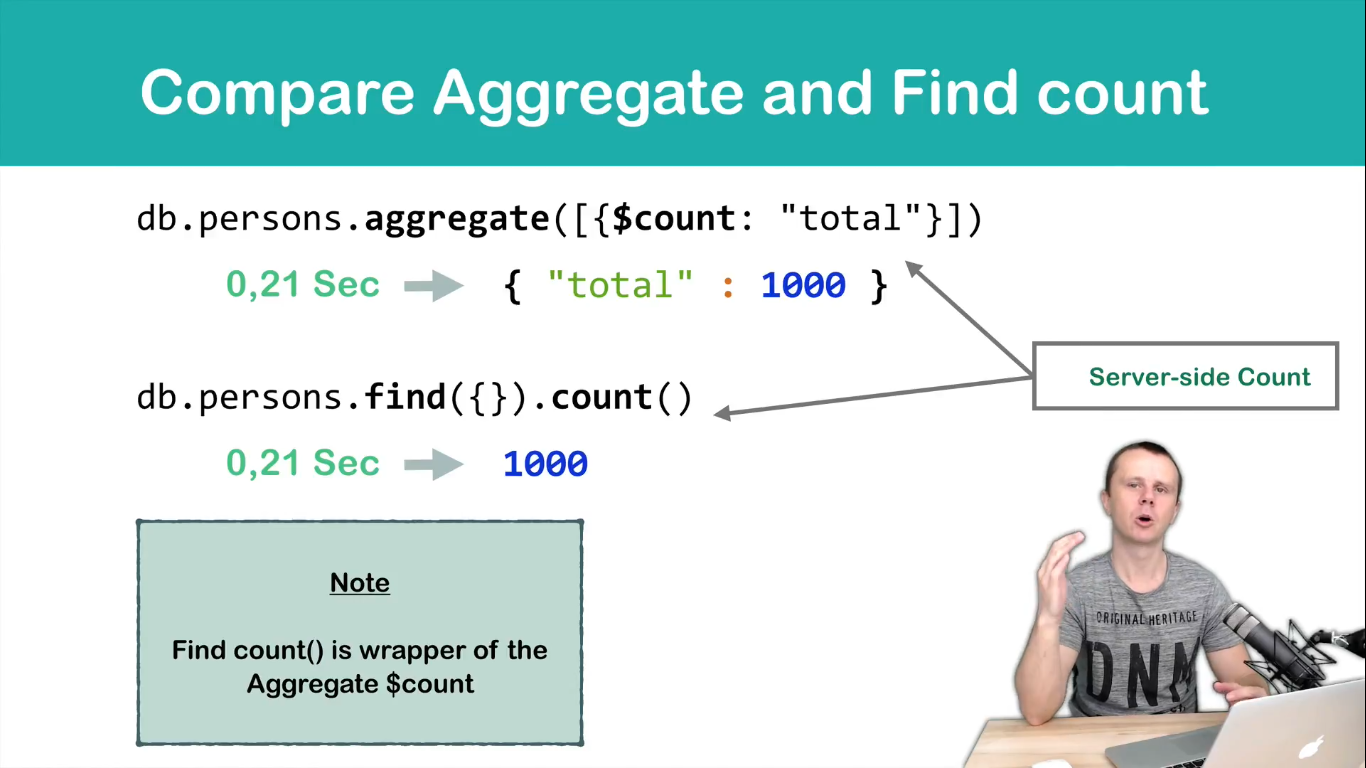 Compare Aggregate and Find count
db.persons.aggregate([{$count: "total"}])
0,21 Sec
{ "total" : 1000 }
Server-side Count
db.persons.find({}).count()
0,21 Sec
1000
Note
Find count() is wrapper of the
Aggregate $count
ORIGINAL HERITAGE
DNM